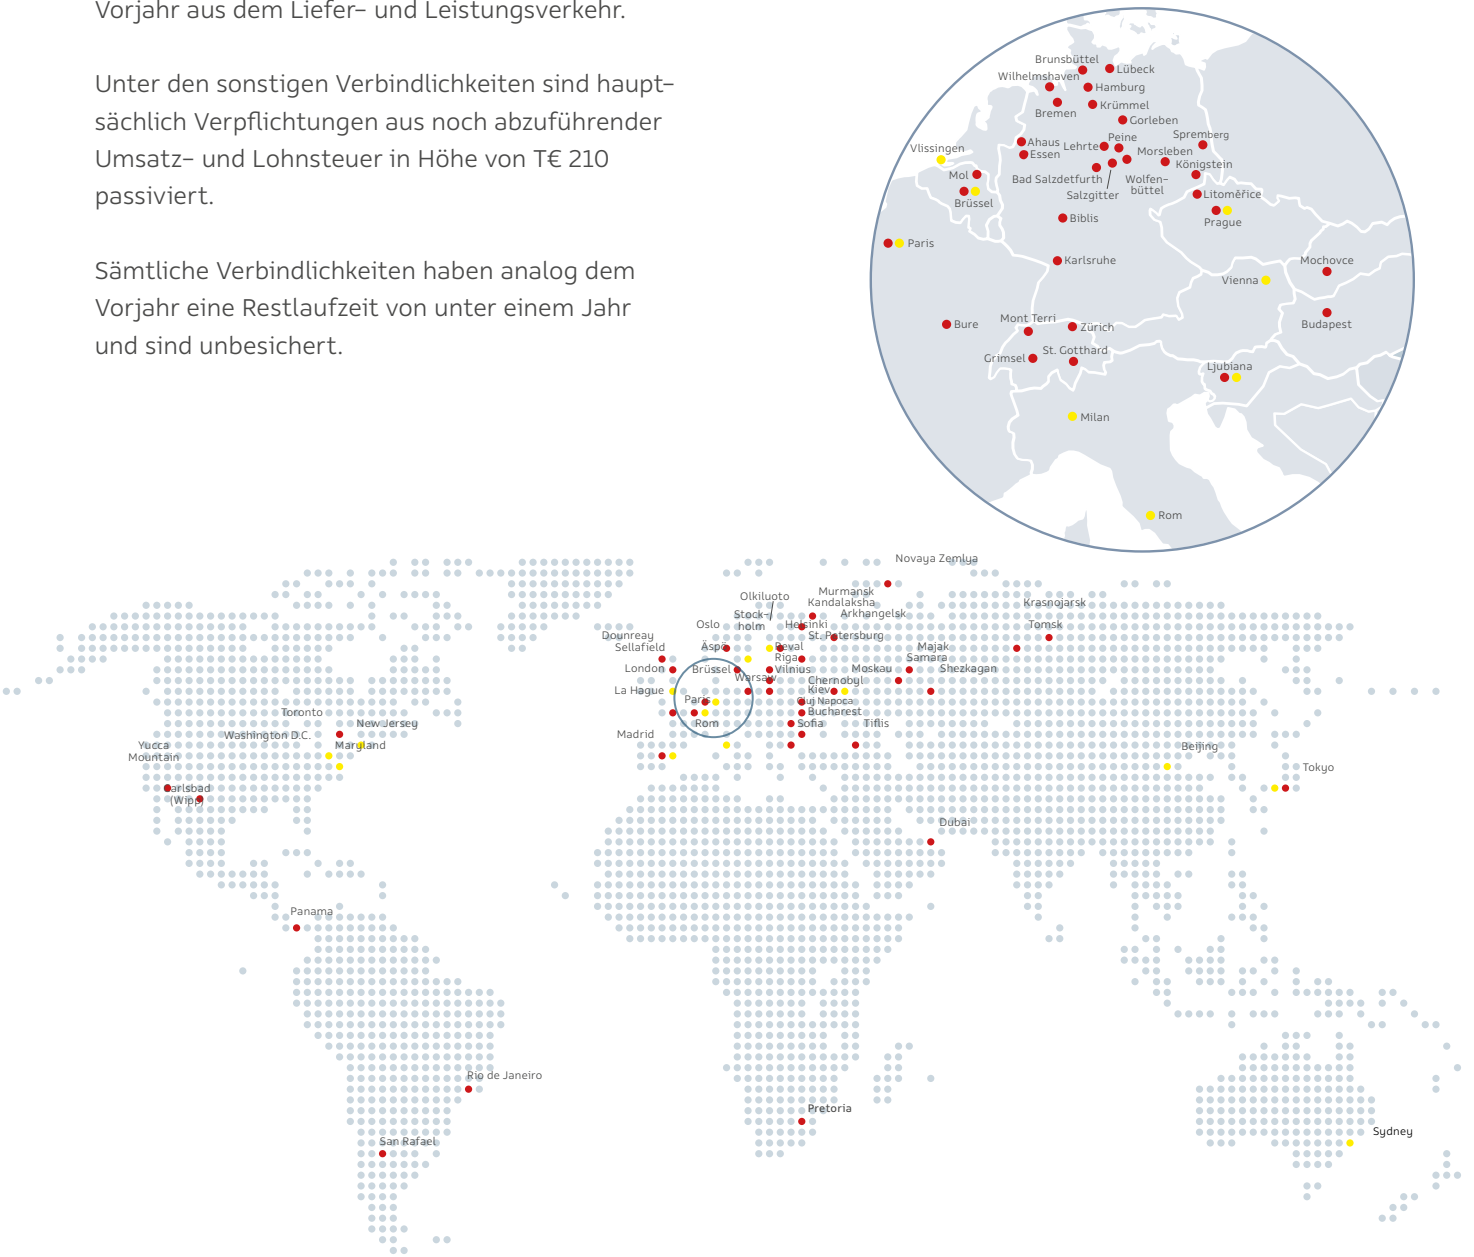 Vorjahr aus dem Liefer- und Leistungsverkehr.
Unter den sonstigen Verbindlichkeiten sind haupt-
sächlich Verpflichtungen aus noch abzuführender
Umsatz- und Lohnsteuer in Höhe von T€ 210
passiviert.
Sämtliche Verbindlichkeiten haben analog dem
Vorjahr eine Restlaufzeit von unter einem Jahr
und sind unbesichert.
Brunsbüttel
Lübeck
Wilhelmshaven
Hamburg
Krümmel
Bremen
Gorleben
Spremberg
Peine
Ahaus
Lehrte
Vlissingen
Morsleben
Essen
Königstein
Mol
Bad Salzdetfurth
Wolfen-
büttel
Salzgitter
Litoměřice
Brüssel
Biblis
Prague
Paris
Karlsruhe
Mochovce
Vienna
Bure
Mont Terri
Zürich
Budapest
Grimsel
St. Gotthard
Ljubiana
Milan
Rom
Novaya Zemlya
Murmansk
Olkiluoto
Kandalaksha
Krasnojarsk
Stock-
holm
Arkhangelsk
Oslo
Helsinki
Tomsk
Dounreay
St. Petersburg
Sellafield
Äspö
Reval
Majak
Riga
Samara
London
Brüssel
Vilnius
Moskau
Shezkagan
Warsaw
Chernobyl
La Hague
Kiev
Paris
Cluj Napoca
Toronto
Bucharest
New Jersey
Rom
Sofia
Tiflis
Washington D.C.
Madrid
Yucca
Mountain
Maryland
Beijing
Tokyo
Carlsbad
(Wipp)
Dubai
Panama
Rio de Janeiro
Pretoria
San Rafael
Sydney